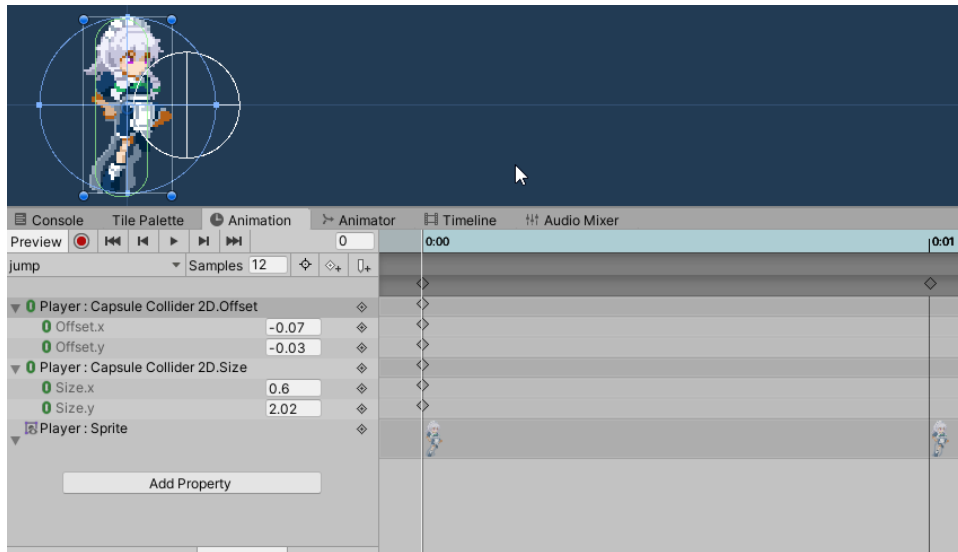 Console Tile Palette Animation Animator Timeline Audio Mixer
Preview 0 0:00 0:01
jump Samples 12
Player : Capsule Collider 2D.Offset
Offset.x -0.07
Offset.y -0.03
Player : Capsule Collider 2D.Size
Size.x 0.6
Size.y 2.02
Player : Sprite
Add Property